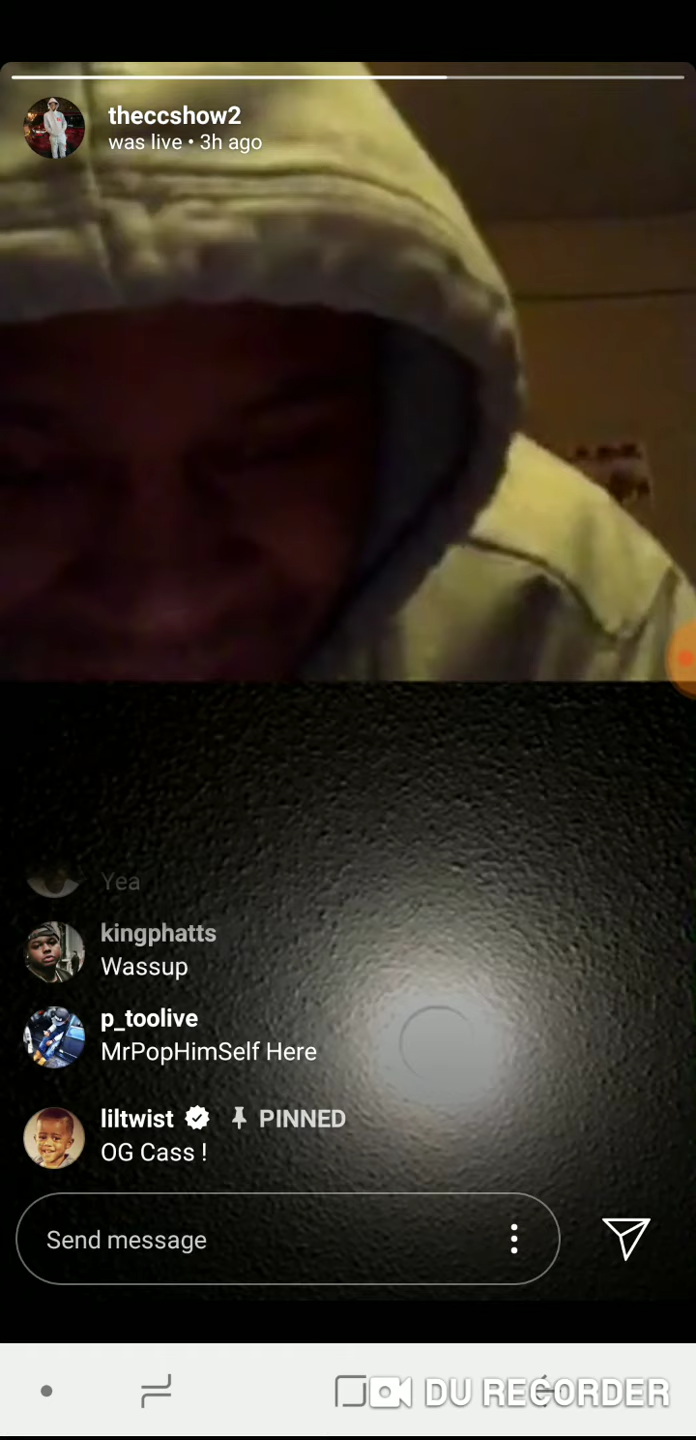 theccshow2
was live • 3h ago
Yea
kingphatts
Wassup
p_toolive
MrPopHimSelf Here
liltwist PINNED
OG Cass !
Send message
DU RECORDER